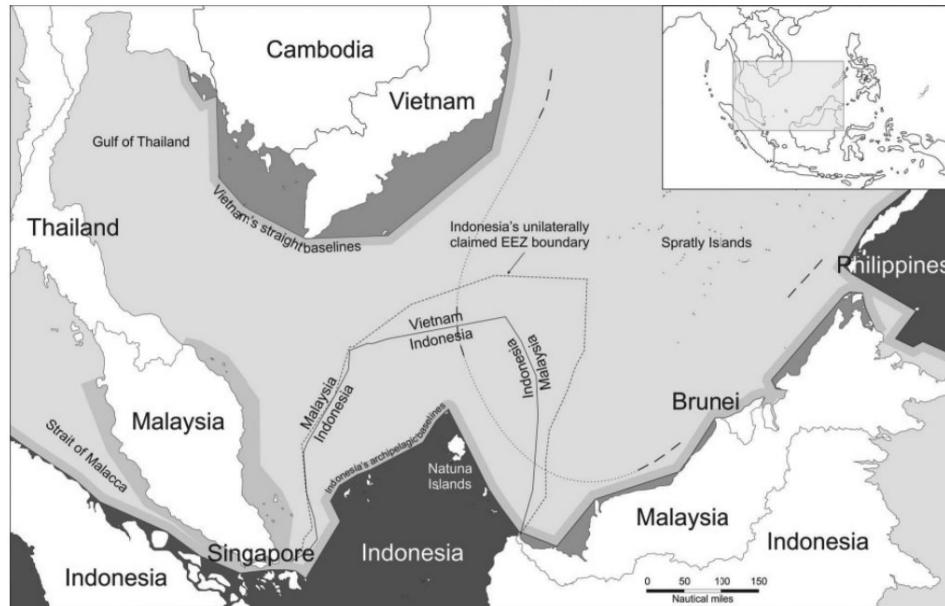 Cambodia
Vietnam
Gulf of Thailand
Vietnam's straight baselines
Thailand
Indonesia's unilaterally
claimed EEZ boundary
Spratly Islands
Philippines
Vietnam
Indonesia
Malaysia
Indonesia
Indonesia
Malaysia
Malaysia
Strait of Malacca
Indonesia's archipelagic baselines
Natuna
Islands
Brunei
Singapore
Indonesia
Indonesia
Malaysia
Indonesia
0 50 100 150
Nautical miles